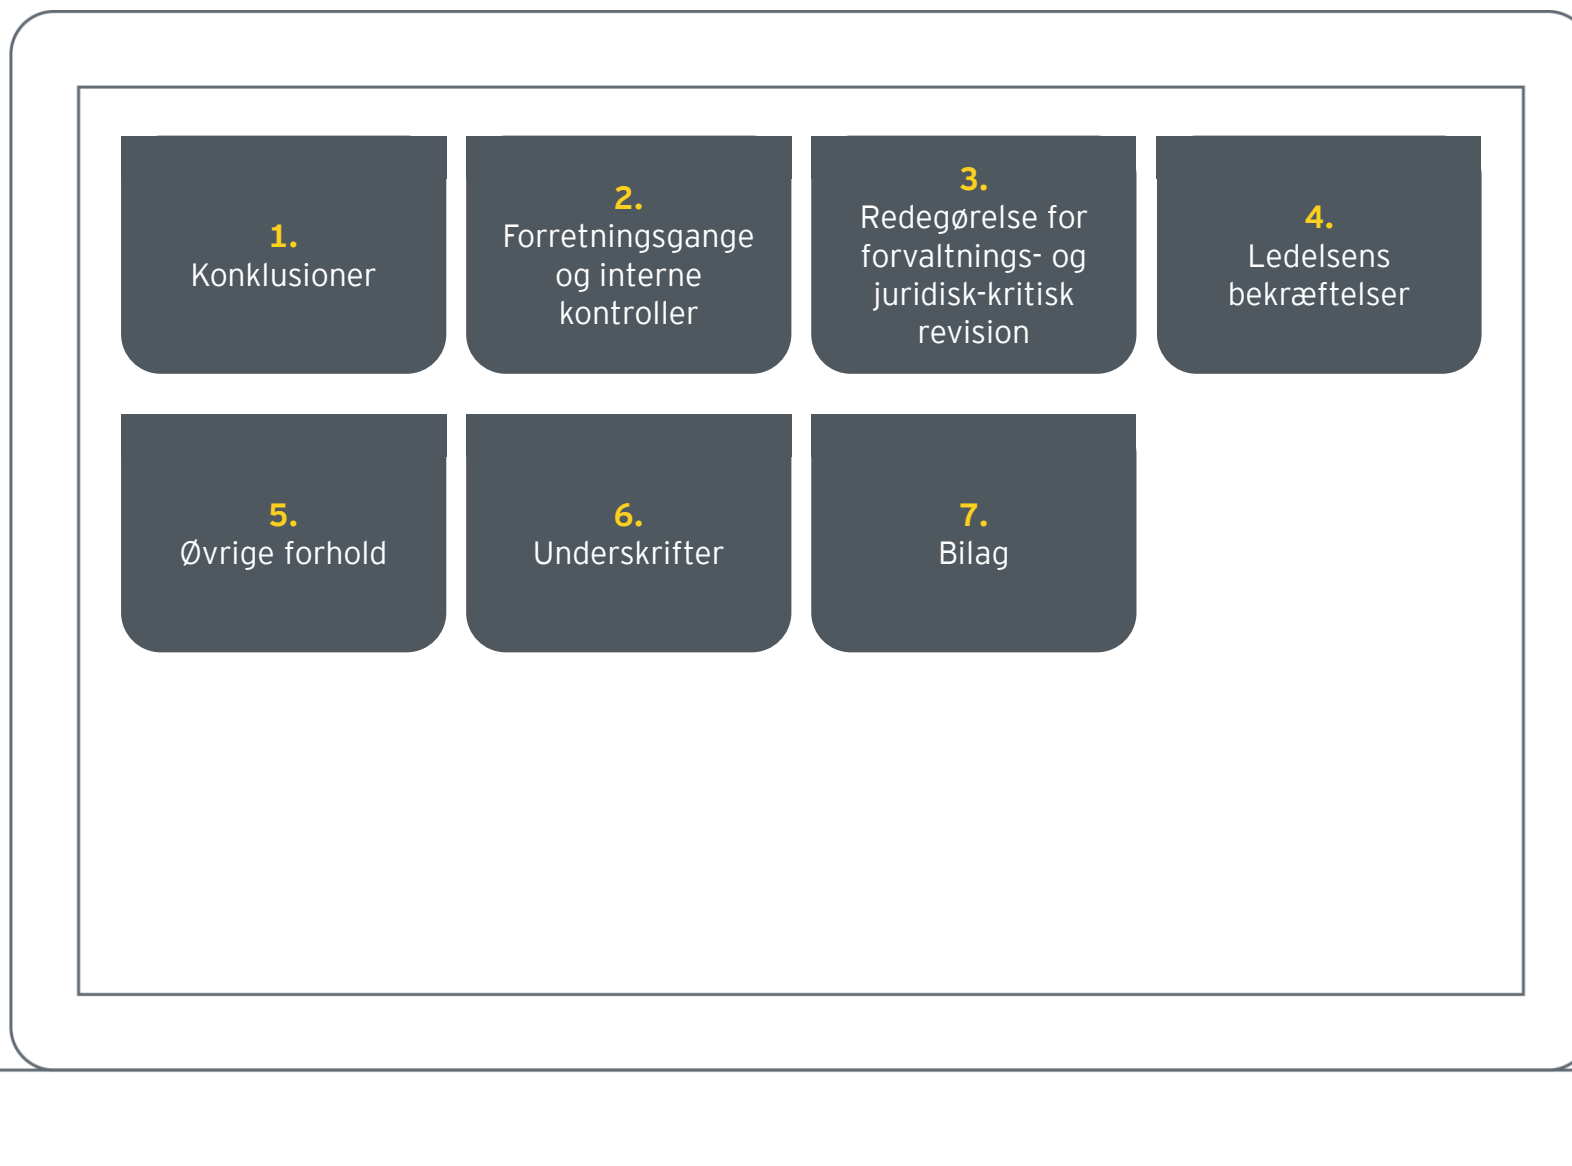 1.
Konklusioner
2.
Forretningsgange
og interne
kontroller
3.
Redegørelse for
forvaltnings- og
juridisk-kritisk
revision
4.
Ledelsens
bekræftelser
5.
Øvrige forhold
6.
Underskrifter
7.
Bilag